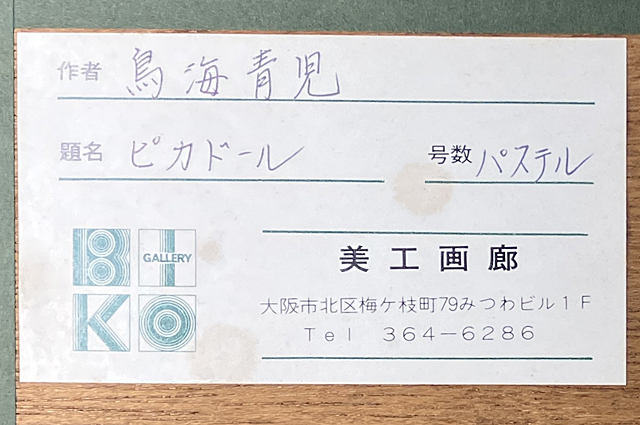 作者 鳥海青児
題名 ピカドール 号数 パステル
BI GALLERY
KO
美工画廊
大阪市北区梅ケ枝町79みつわビル1F
Tel 364-6286